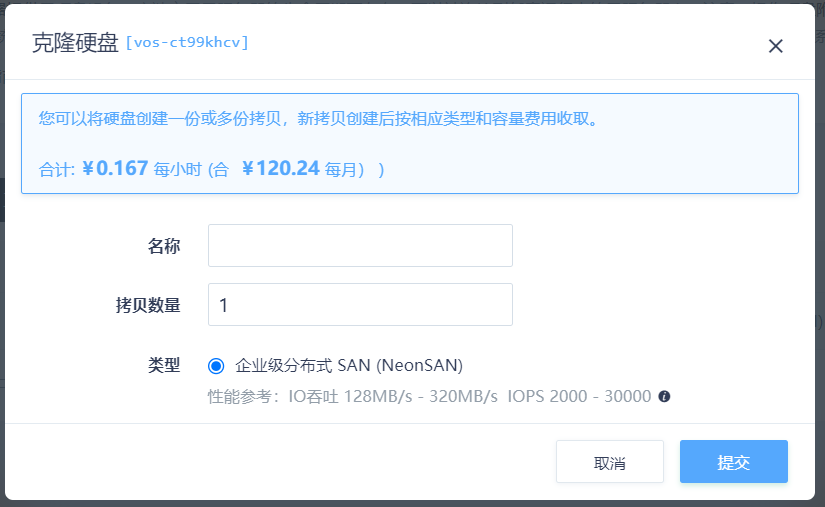 克隆硬盘 [vos-ct99khcv]
您可以将硬盘创建一份或多份拷贝，新拷贝创建后按相应类型和容量费用收取。
合计: ¥0.167 每小时 (合 ¥120.24 每月） )
名称
拷贝数量 1
类型 企业级分布式 SAN (NeonSAN)
性能参考：IO吞吐 128MB/s - 320MB/s IOPS 2000 - 30000
取消 提交